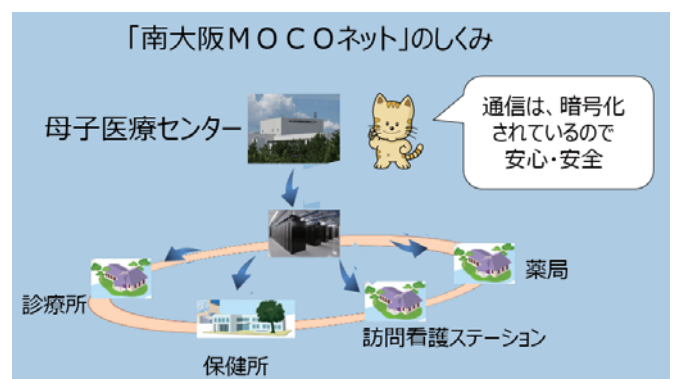 「南大阪ＭＯＣＯネット」のしくみ
母子医療センター
通信は、暗号化
されているので
安心・安全
薬局
診療所
訪問看護ステーション
保健所